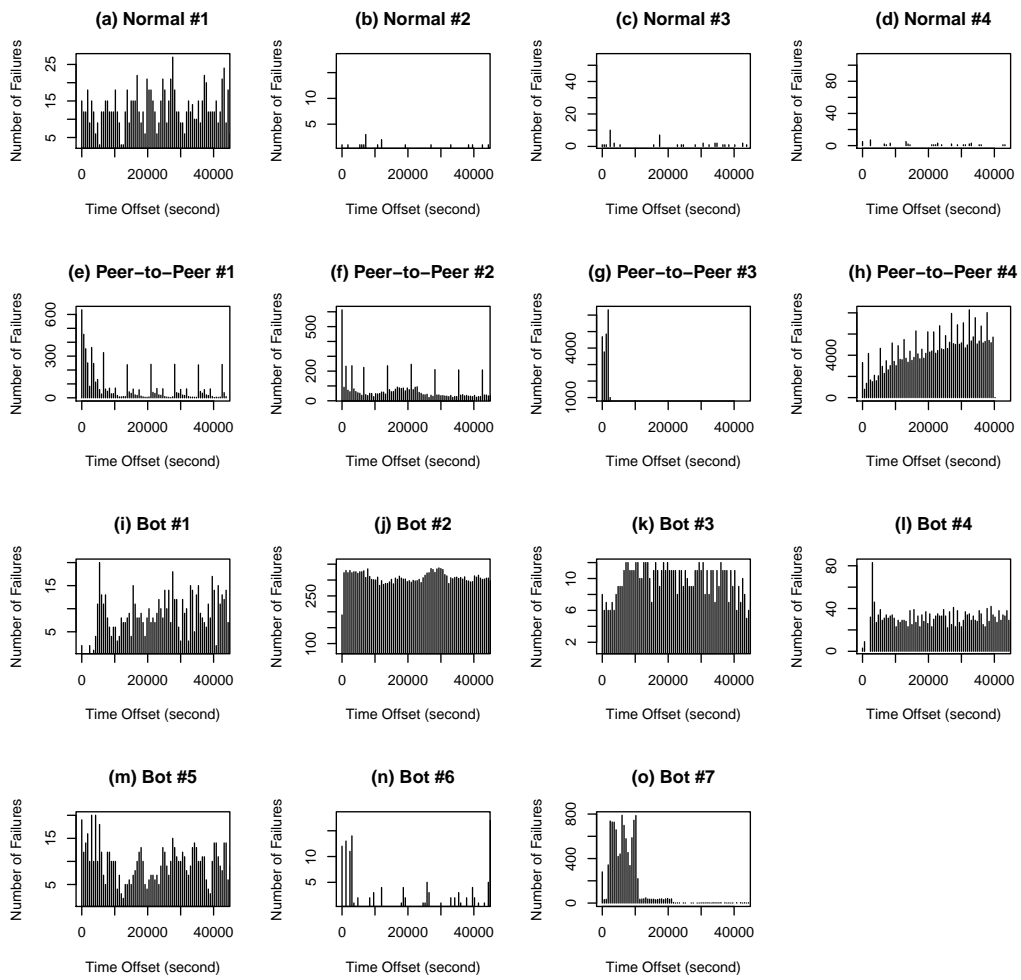 (a) Normal #1
(b) Normal #2
(c) Normal #3
(d) Normal #4
Number of Failures
5 15 25
Number of Failures
5 10
Number of Failures
0 20 40
Number of Failures
0 40 80
0 20000 40000
0 20000 40000
0 20000 40000
0 20000 40000
Time Offset (second)
Time Offset (second)
Time Offset (second)
Time Offset (second)
(e) Peer−to−Peer #1
(f) Peer−to−Peer #2
(g) Peer−to−Peer #3
(h) Peer−to−Peer #4
Number of Failures
0 300 600
Number of Failures
0 200 500
Number of Failures
1000 4000
Number of Failures
0 4000
0 20000 40000
0 20000 40000
0 20000 40000
0 20000 40000
Time Offset (second)
Time Offset (second)
Time Offset (second)
Time Offset (second)
(i) Bot #1
(j) Bot #2
(k) Bot #3
(l) Bot #4
Number of Failures
5 15
Number of Failures
100 250
Number of Failures
2 6 10
Number of Failures
0 40 80
0 20000 40000
0 20000 40000
0 20000 40000
0 20000 40000
Time Offset (second)
Time Offset (second)
Time Offset (second)
Time Offset (second)
(m) Bot #5
(n) Bot #6
(o) Bot #7
Number of Failures
5 15
Number of Failures
5 10
Number of Failures
0 400 800
0 20000 40000
0 20000 40000
0 20000 40000
Time Offset (second)
Time Offset (second)
Time Offset (second)